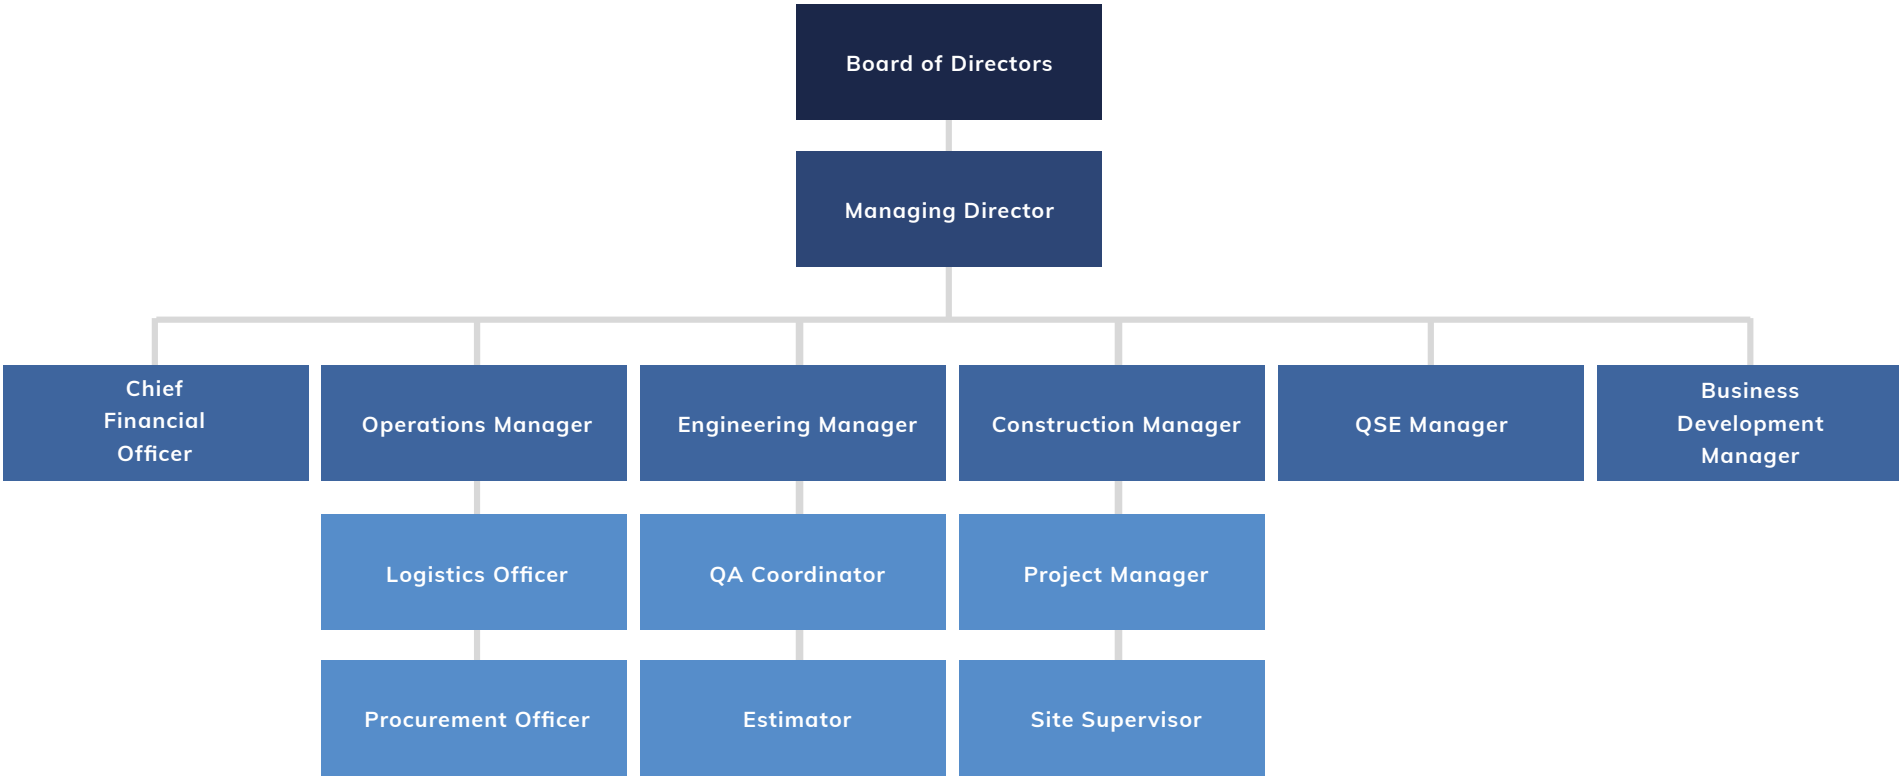 Board of Directors
Managing Director
Chief
Financial
Officer
Operations Manager
Engineering Manager
Construction Manager
QSE Manager
Business
Development
Manager
Logistics Officer
QA Coordinator
Project Manager
Procurement Officer
Estimator
Site Supervisor